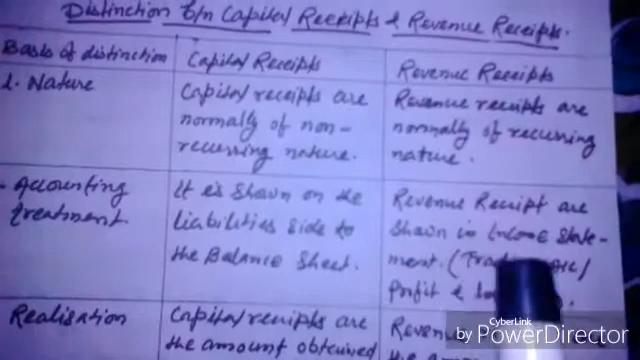 Distinction b/n Capital Receipts & Revenue Receipts.
Basis of distinction
Capital Receipts
Revenue Receipts
1. Nature
Capital receipts are
normally of non-
recurring nature.
Revenue receipts are
normally of recurring
nature.
Accounting
treatment
It is shown on the
liabilities side to
the Balance Sheet.
Revenue Receipt are
shown in Income State-
ment. (
Profit &
Realisation
Capital receipts are
the amount obtained
CyberLink
by PowerDirector